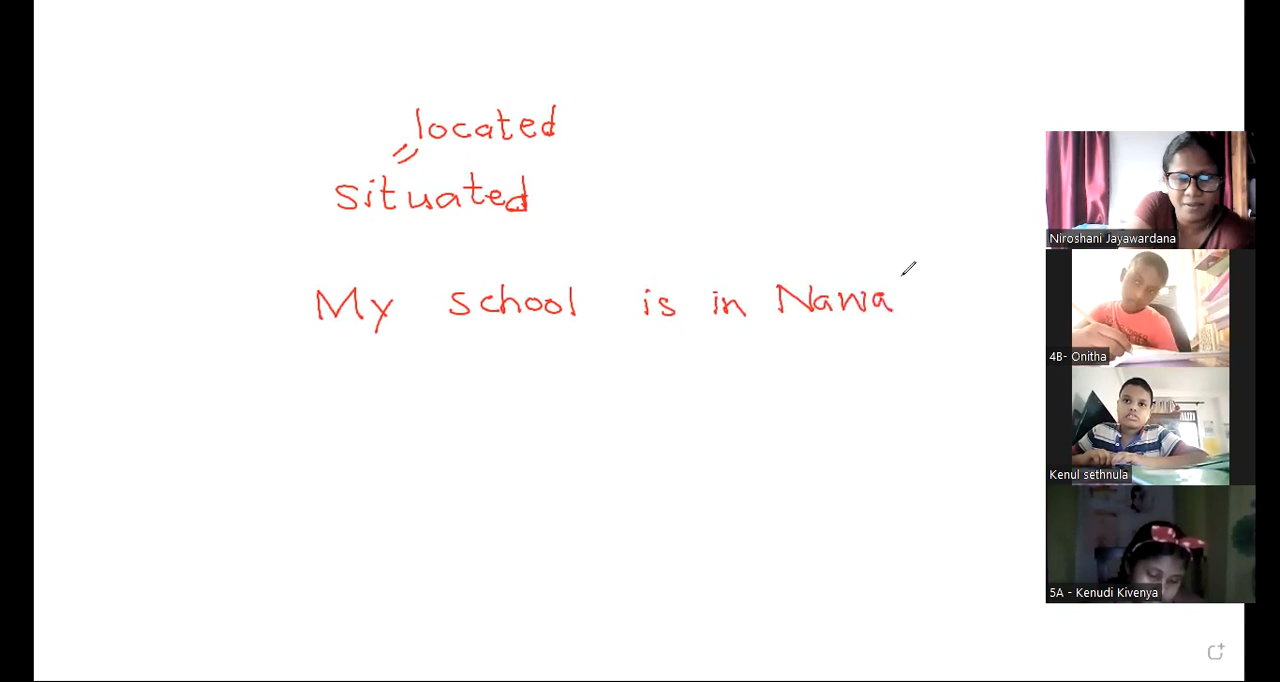 located
situated
My school is in Nawa
Niroshani Jayawardana
4B- Onitha
Kenul sethnula
5A - Kenudi Kivenya